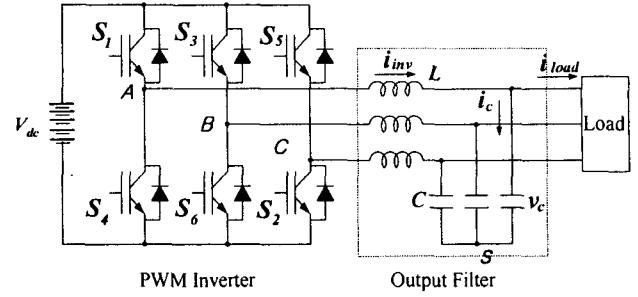 S1 S3 S5
iinv L iload
A
ic
Vdc
B
Load
C
C vc
S4 S6 S2
S
PWM Inverter Output Filter